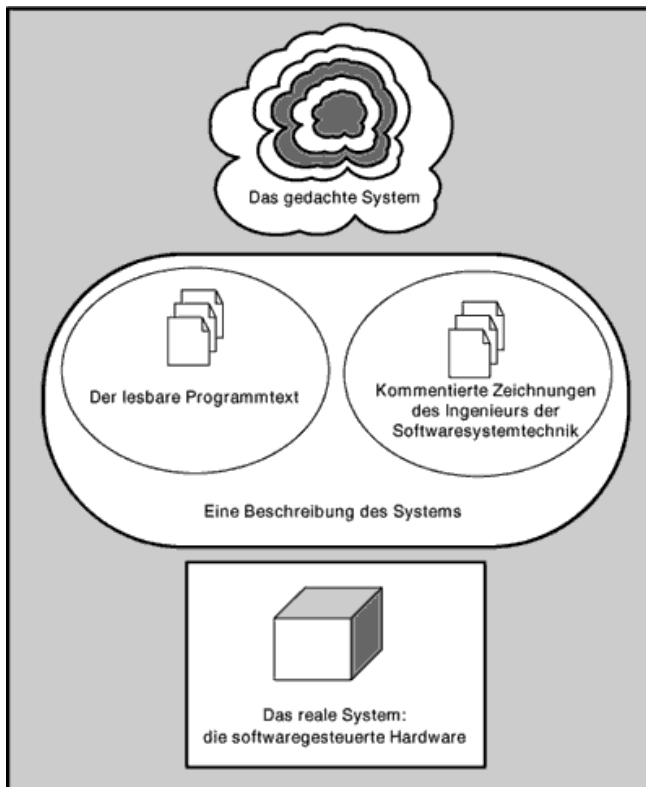 Das gedachte System
Der lesbare Programmtext
Kommentierte Zeichnungen
des Ingenieurs der
Softwaresystemtechnik
Eine Beschreibung des Systems
Das reale System:
die softwaregesteuerte Hardware